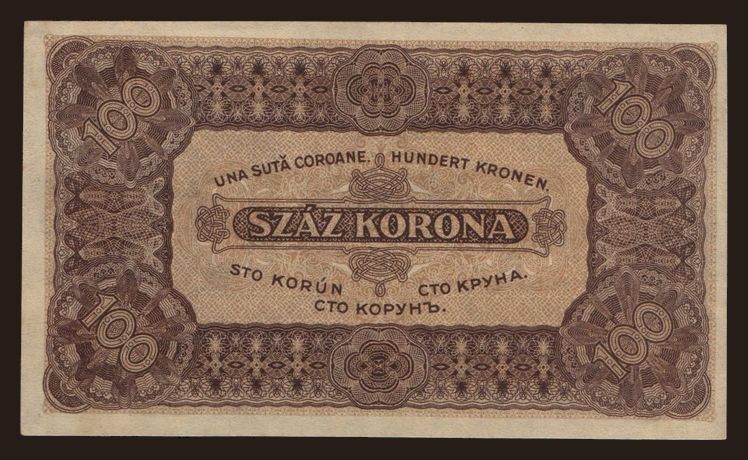 100 100
UNA SUTĂ COROANE. HUNDERT KRONEN.
SZÁZ KORONA
STO KORÚN СТО КРУНА.
СТО КОРУНЪ.
100 100